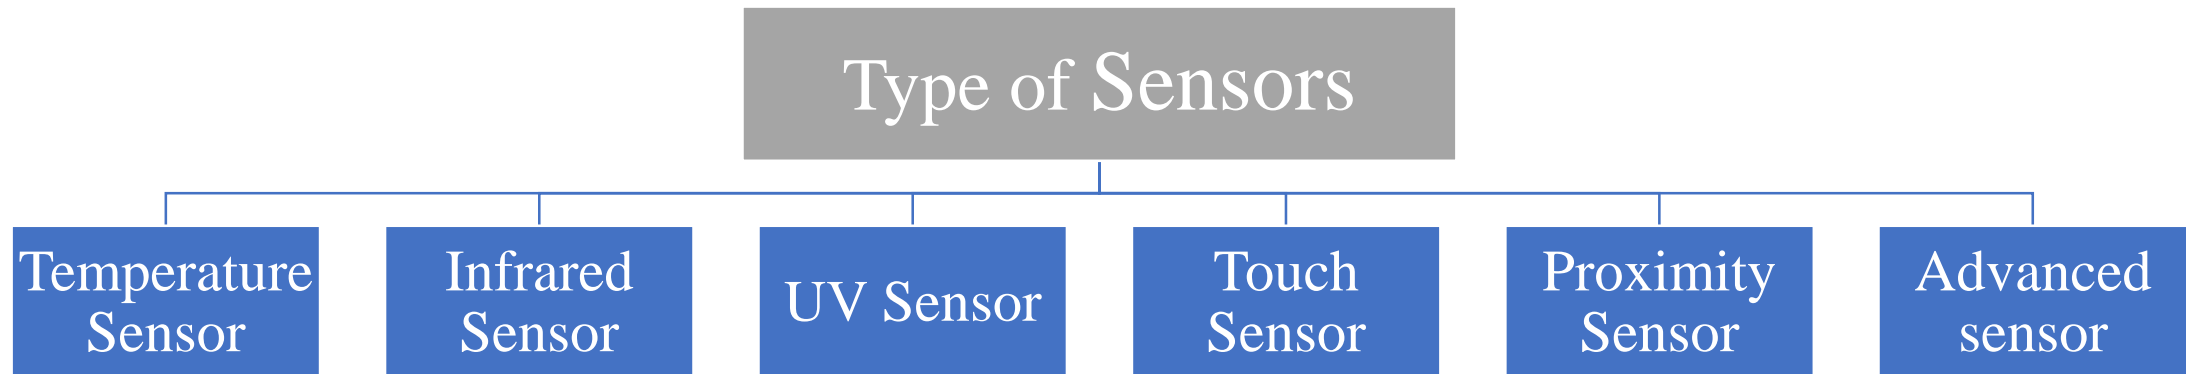 Type of Sensors
Temperature
Sensor
Infrared
Sensor
UV Sensor
Touch
Sensor
Proximity
Sensor
Advanced
sensor